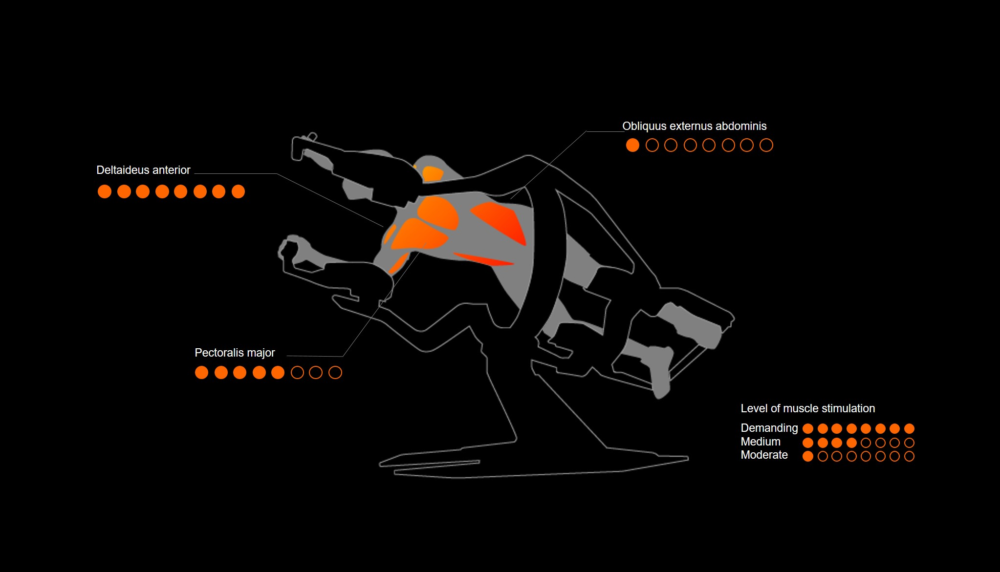 Obliquus externus abdominis
Deltaideus anterior
Pectoralis major
Level of muscle stimulation
Demanding
Medium
Moderate